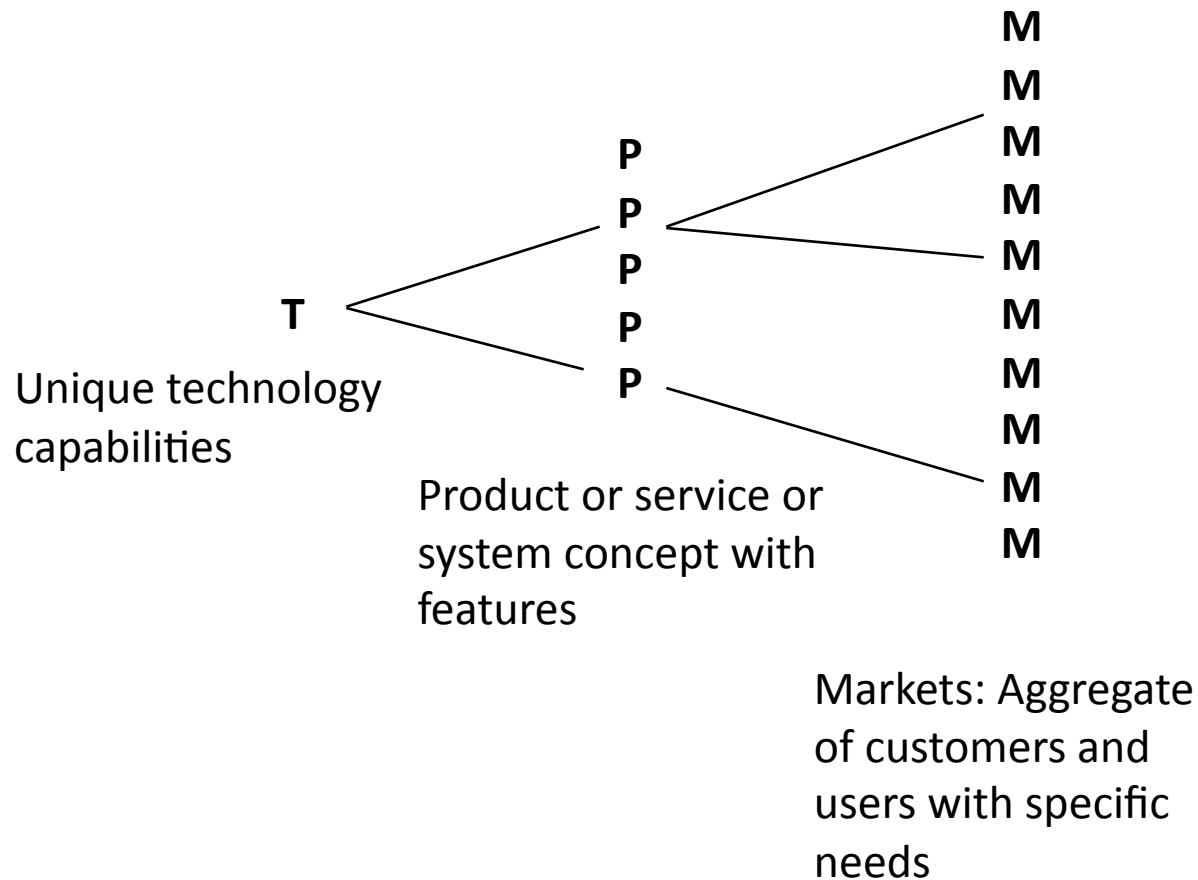 T
Unique technology
capabilities
P
P
P
P
P
Product or service or
system concept with
features
M
M
M
M
M
M
M
M
M
M
Markets: Aggregate
of customers and
users with specific
needs